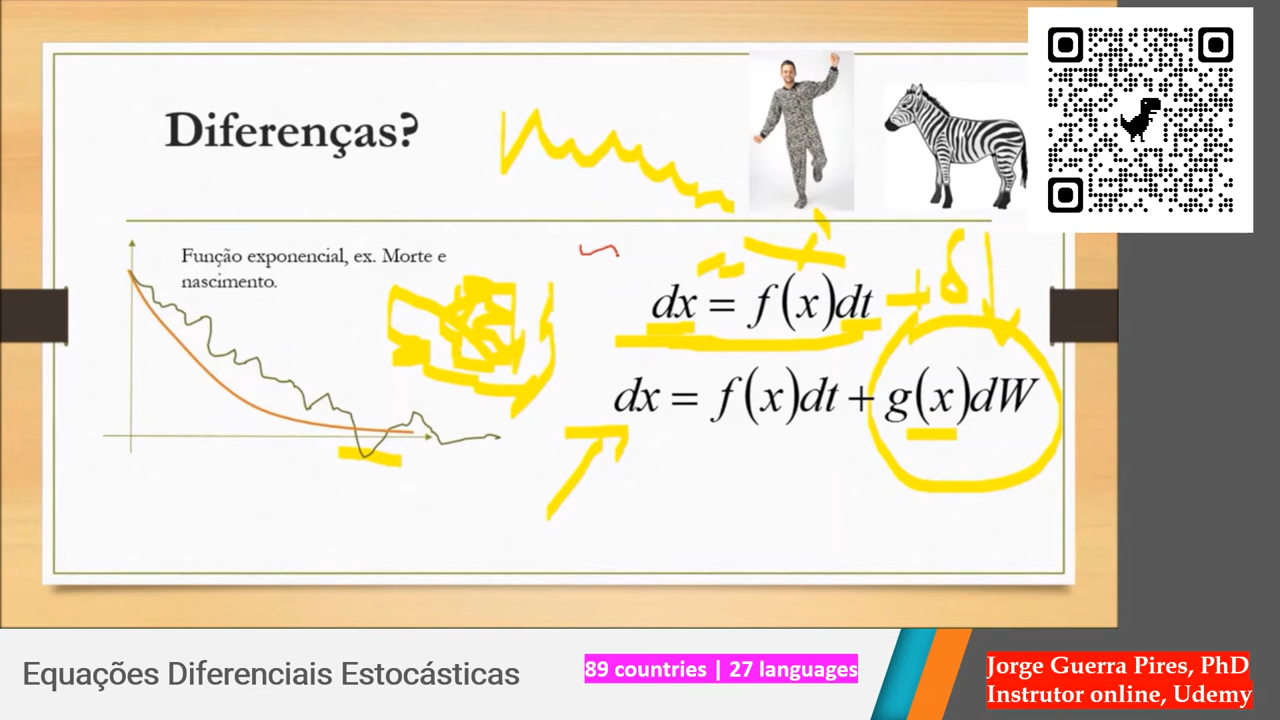 Diferenças?
Função exponencial, ex. Morte e
nascimento.
dx = f(x)dt
dx = f(x)dt + g(x)dW
Equações Diferenciais Estocásticas
89 countries | 27 languages
Jorge Guerra Pires, PhD
Instrutor online, Udemy